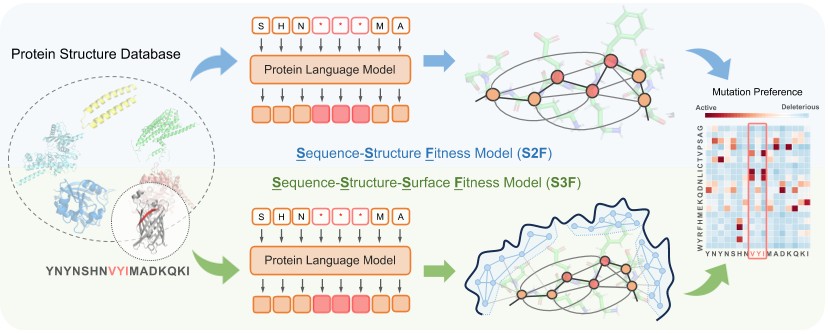 Protein Structure Database
YNYNSHNVYIMADKQKI
S H N * * * M A
Protein Language Model
Sequence-Structure Fitness Model (S2F)
Sequence-Structure-Surface Fitness Model (S3F)
S H N * * * M A
Protein Language Model
Mutation Preference
Active Deleterious
WYRFHMEKQDNLICTVPSAG
YNYNSHNVYIMADKQKI